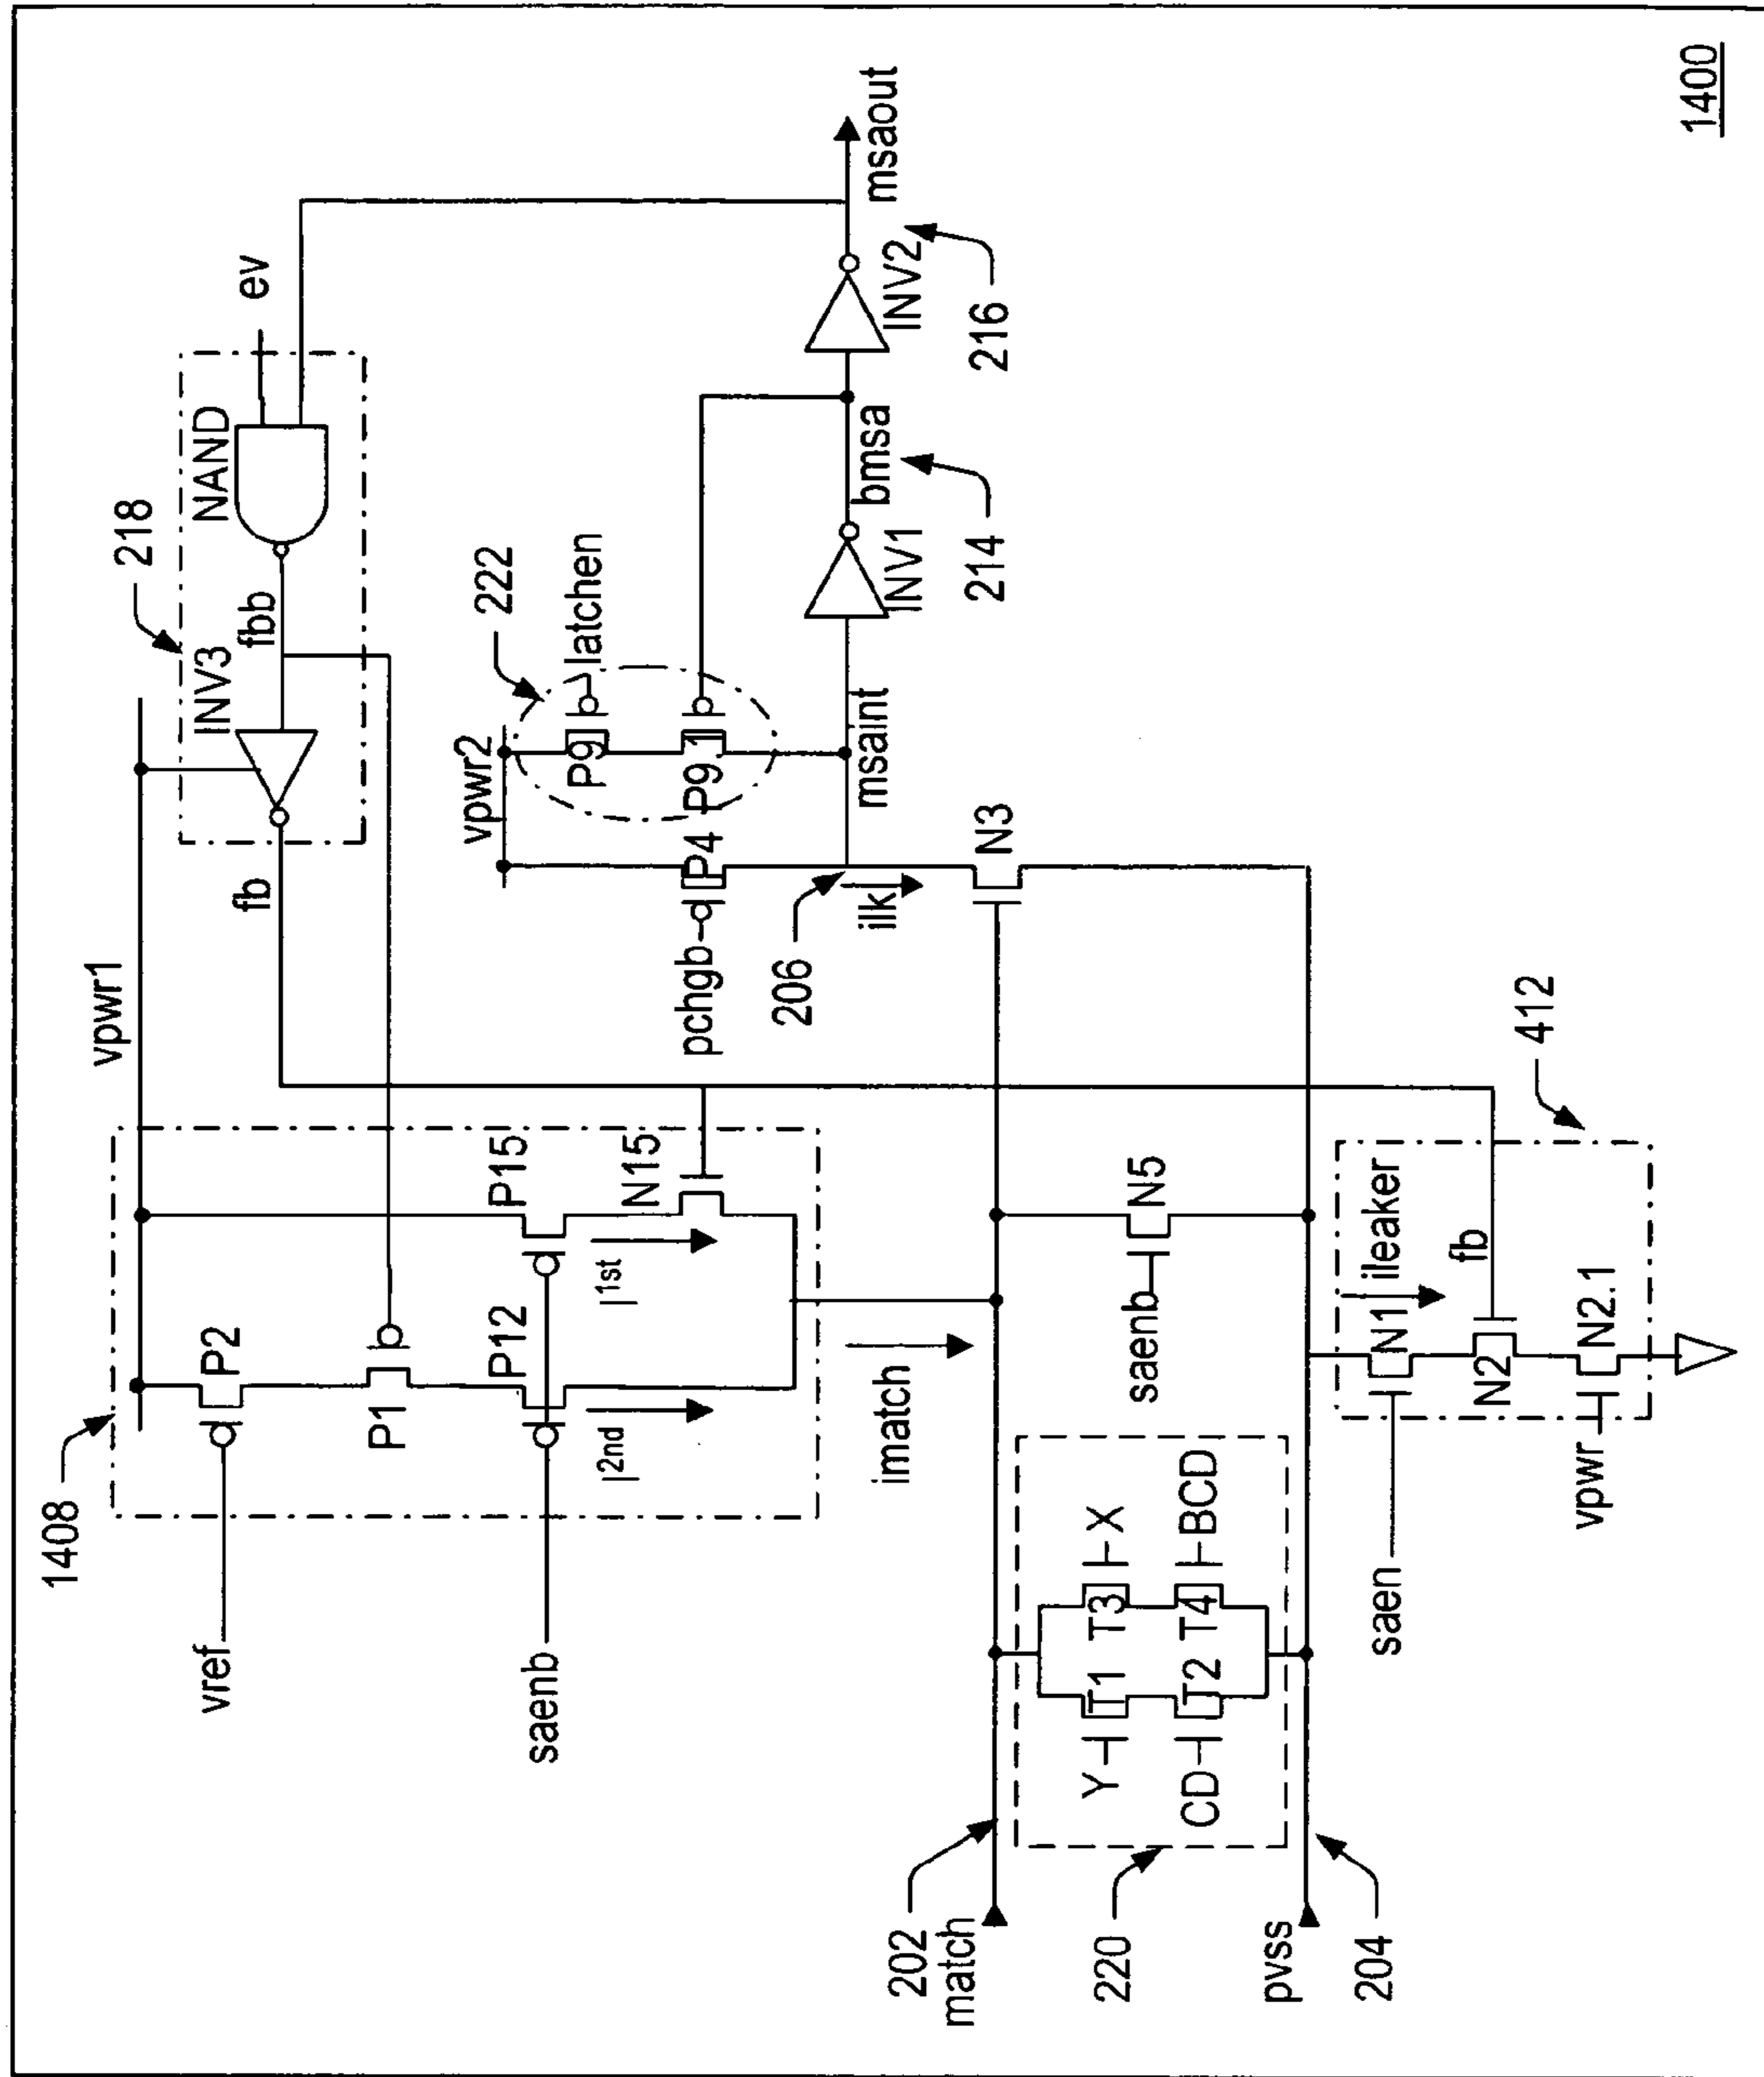 1400
1408
vpwr1
218
INV3
NAND
fb
fbb
ev
vref
P2
P1
P12
P15
saenb
I2nd
I1st
N15
imatch
vpwr2
222
P9
latchen
pchgb
P4
P9.1
206
ilk
msaint
INV1
bmsa
214
INV2
216
msaout
N3
202
match
220
Y
T1
T3
X
CD
T2
T4
BCD
saenb
N5
pvss
204
412
ileaker
saen
N1
fb
N2
vpwr
N2.1